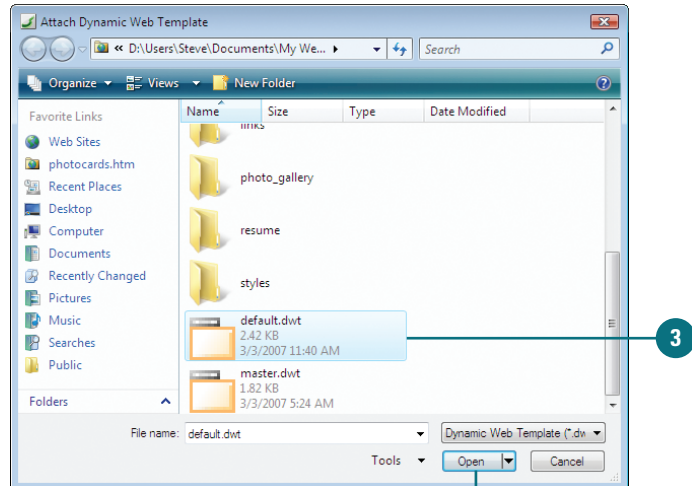 Attach Dynamic Web Template
« D:\Users\Steve\Documents\My We... Search
Organize Views New Folder
Favorite Links
Web Sites
photocards.htm
Recent Places
Desktop
Computer
Documents
Recently Changed
Pictures
Music
Searches
Public
Folders
Name Size Type Date Modified
links
photo_gallery
resume
styles
default.dwt
2.42 KB
3/3/2007 11:40 AM
master.dwt
1.82 KB
3/3/2007 5:24 AM
3
File name: default.dwt Dynamic Web Template (*.dw
Tools Open Cancel